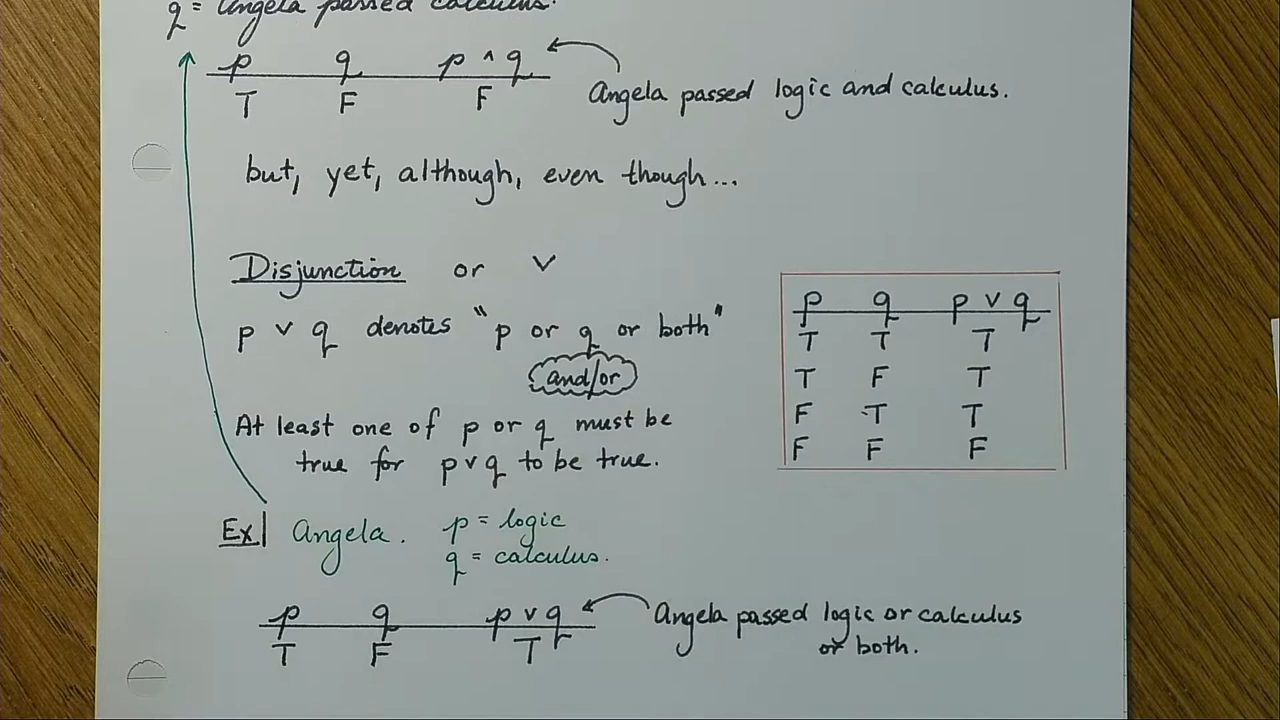 q = Angela passed calculus.
p q p ∧ q
T F F
Angela passed logic and calculus.
but, yet, although, even though...
Disjunction or ∨
p ∨ q denotes "p or q or both"
and/or
At least one of p or q must be
true for p ∨ q to be true.
p q p ∨ q
T T T
T F T
F T T
F F F
Ex| Angela. p = logic
q = calculus.
p q p ∨ q
T F T
Angela passed logic or calculus
or both.